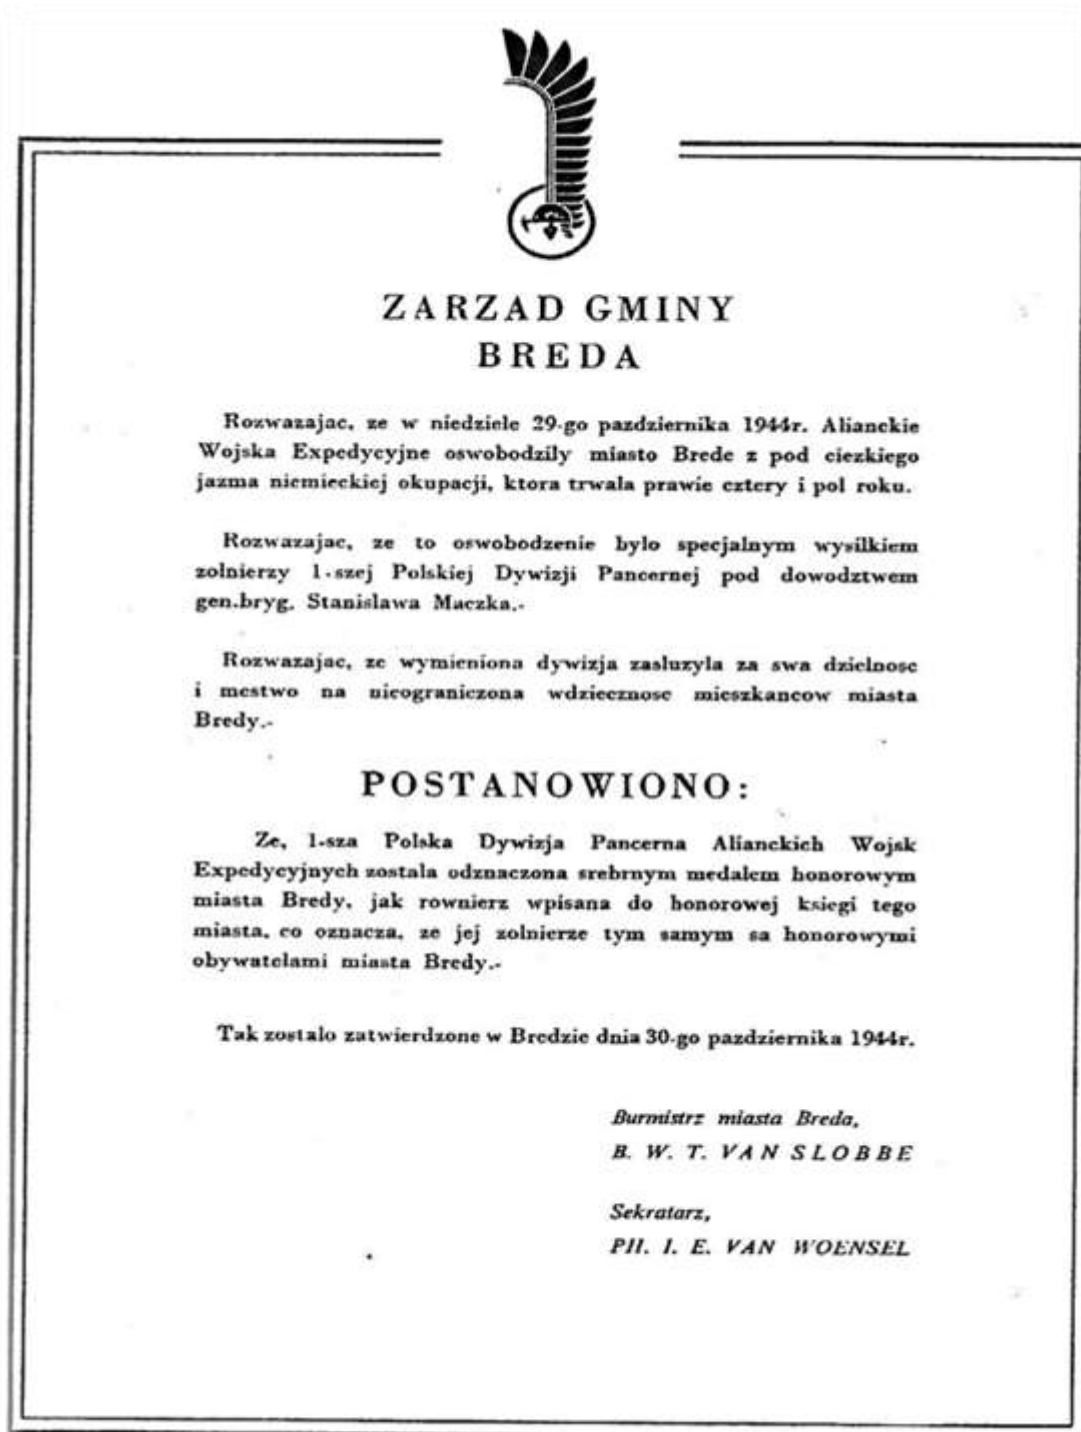 ZARZAD GMINY
BREDA
Rozwazajac, ze w niedziele 29-go pazdziernika 1944r. Alianckie
Wojska Expedycyjne oswobodzily miasto Brede z pod ciezkiego
jazma niemieckiej okupacji, ktora trwala prawie cztery i pol roku.
Rozwazajac, ze to oswobodzenie bylo specjalnym wysilkiem
zolnierzy 1-szej Polskiej Dywizji Pancernej pod dowodztwem
gen.bryg. Stanislawa Maczka.-
Rozwazajac, ze wymieniona dywizja zasluzyla za swa dzielnosc
i mestwo na nieograniczona wdziecznosc mieszkancow miasta
Bredy.-
POSTANOWIONO:
Ze, 1-sza Polska Dywizja Pancerna Alianckich Wojsk
Expedycyjnych zostala odznaczona srebrnym medalem honorowym
miasta Bredy, jak rownierz wpisana do honorowej ksiegi tego
miasta, co oznacza, ze jej zolnierze tym samym sa honorowymi
obywatelami miasta Bredy.-
Tak zostalo zatwierdzone w Bredzie dnia 30-go pazdziernika 1944r.
Burmistrz miasta Breda,
B. W. T. VAN SLOBBE
Sekratarz,
PH. I. E. VAN WOENSEL